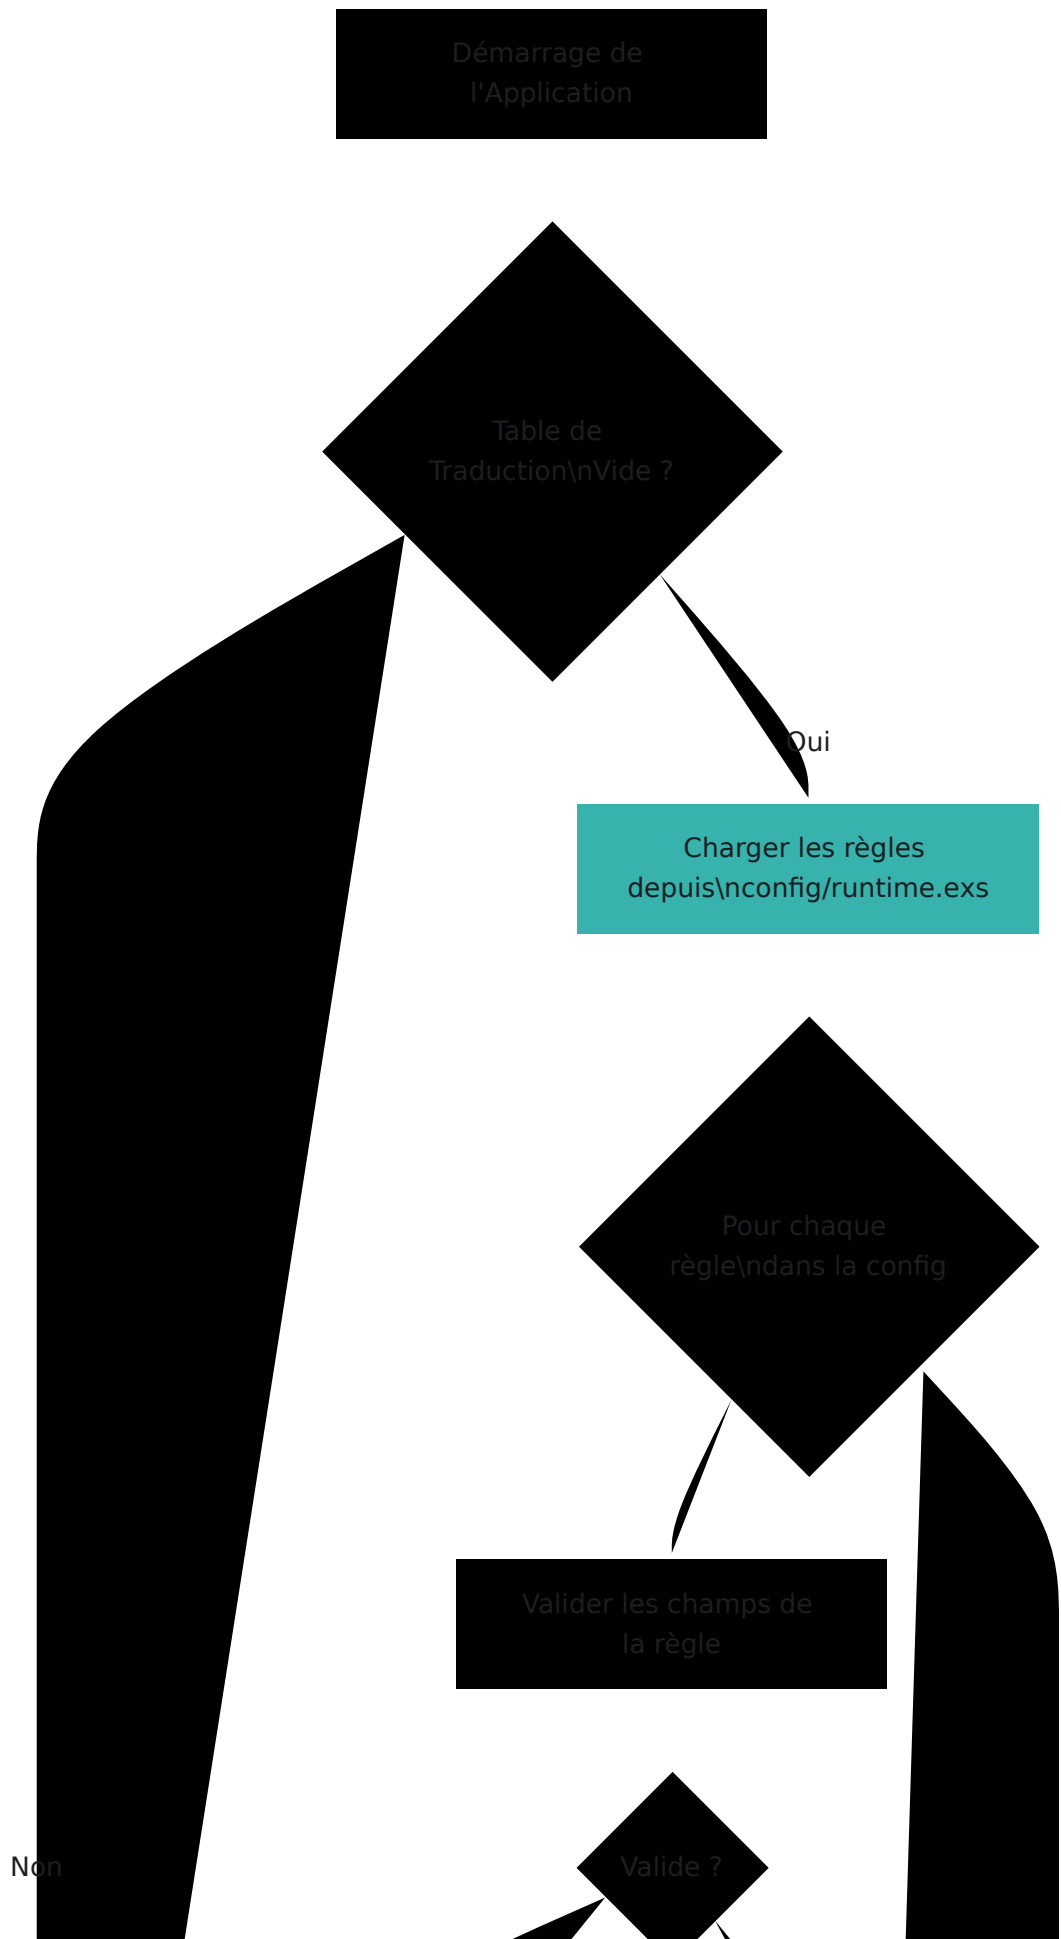 Démarrage de
l'Application
Table de
Traduction\nVide ?
Oui
Charger les règles
depuis\nconfig/runtime.exs
Pour chaque
règle\ndans la config
Valider les champs de
la règle
Non
Valide ?